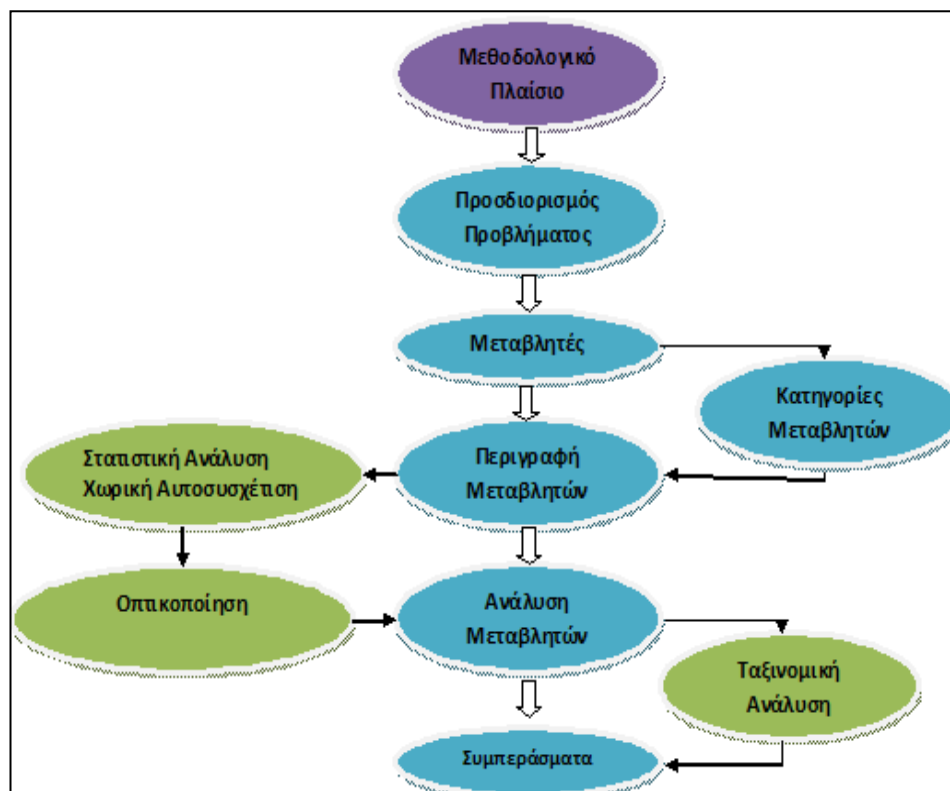 Μεθοδολογικό
Πλαίσιο
Προσδιορισμός
Προβλήματος
Μεταβλητές
Κατηγορίες
Μεταβλητών
Περιγραφή
Μεταβλητών
Στατιστική Ανάλυση
Χωρική Αυτοσυσχέτιση
Οπτικοποίηση
Ανάλυση
Μεταβλητών
Ταξινομική
Ανάλυση
Συμπεράσματα